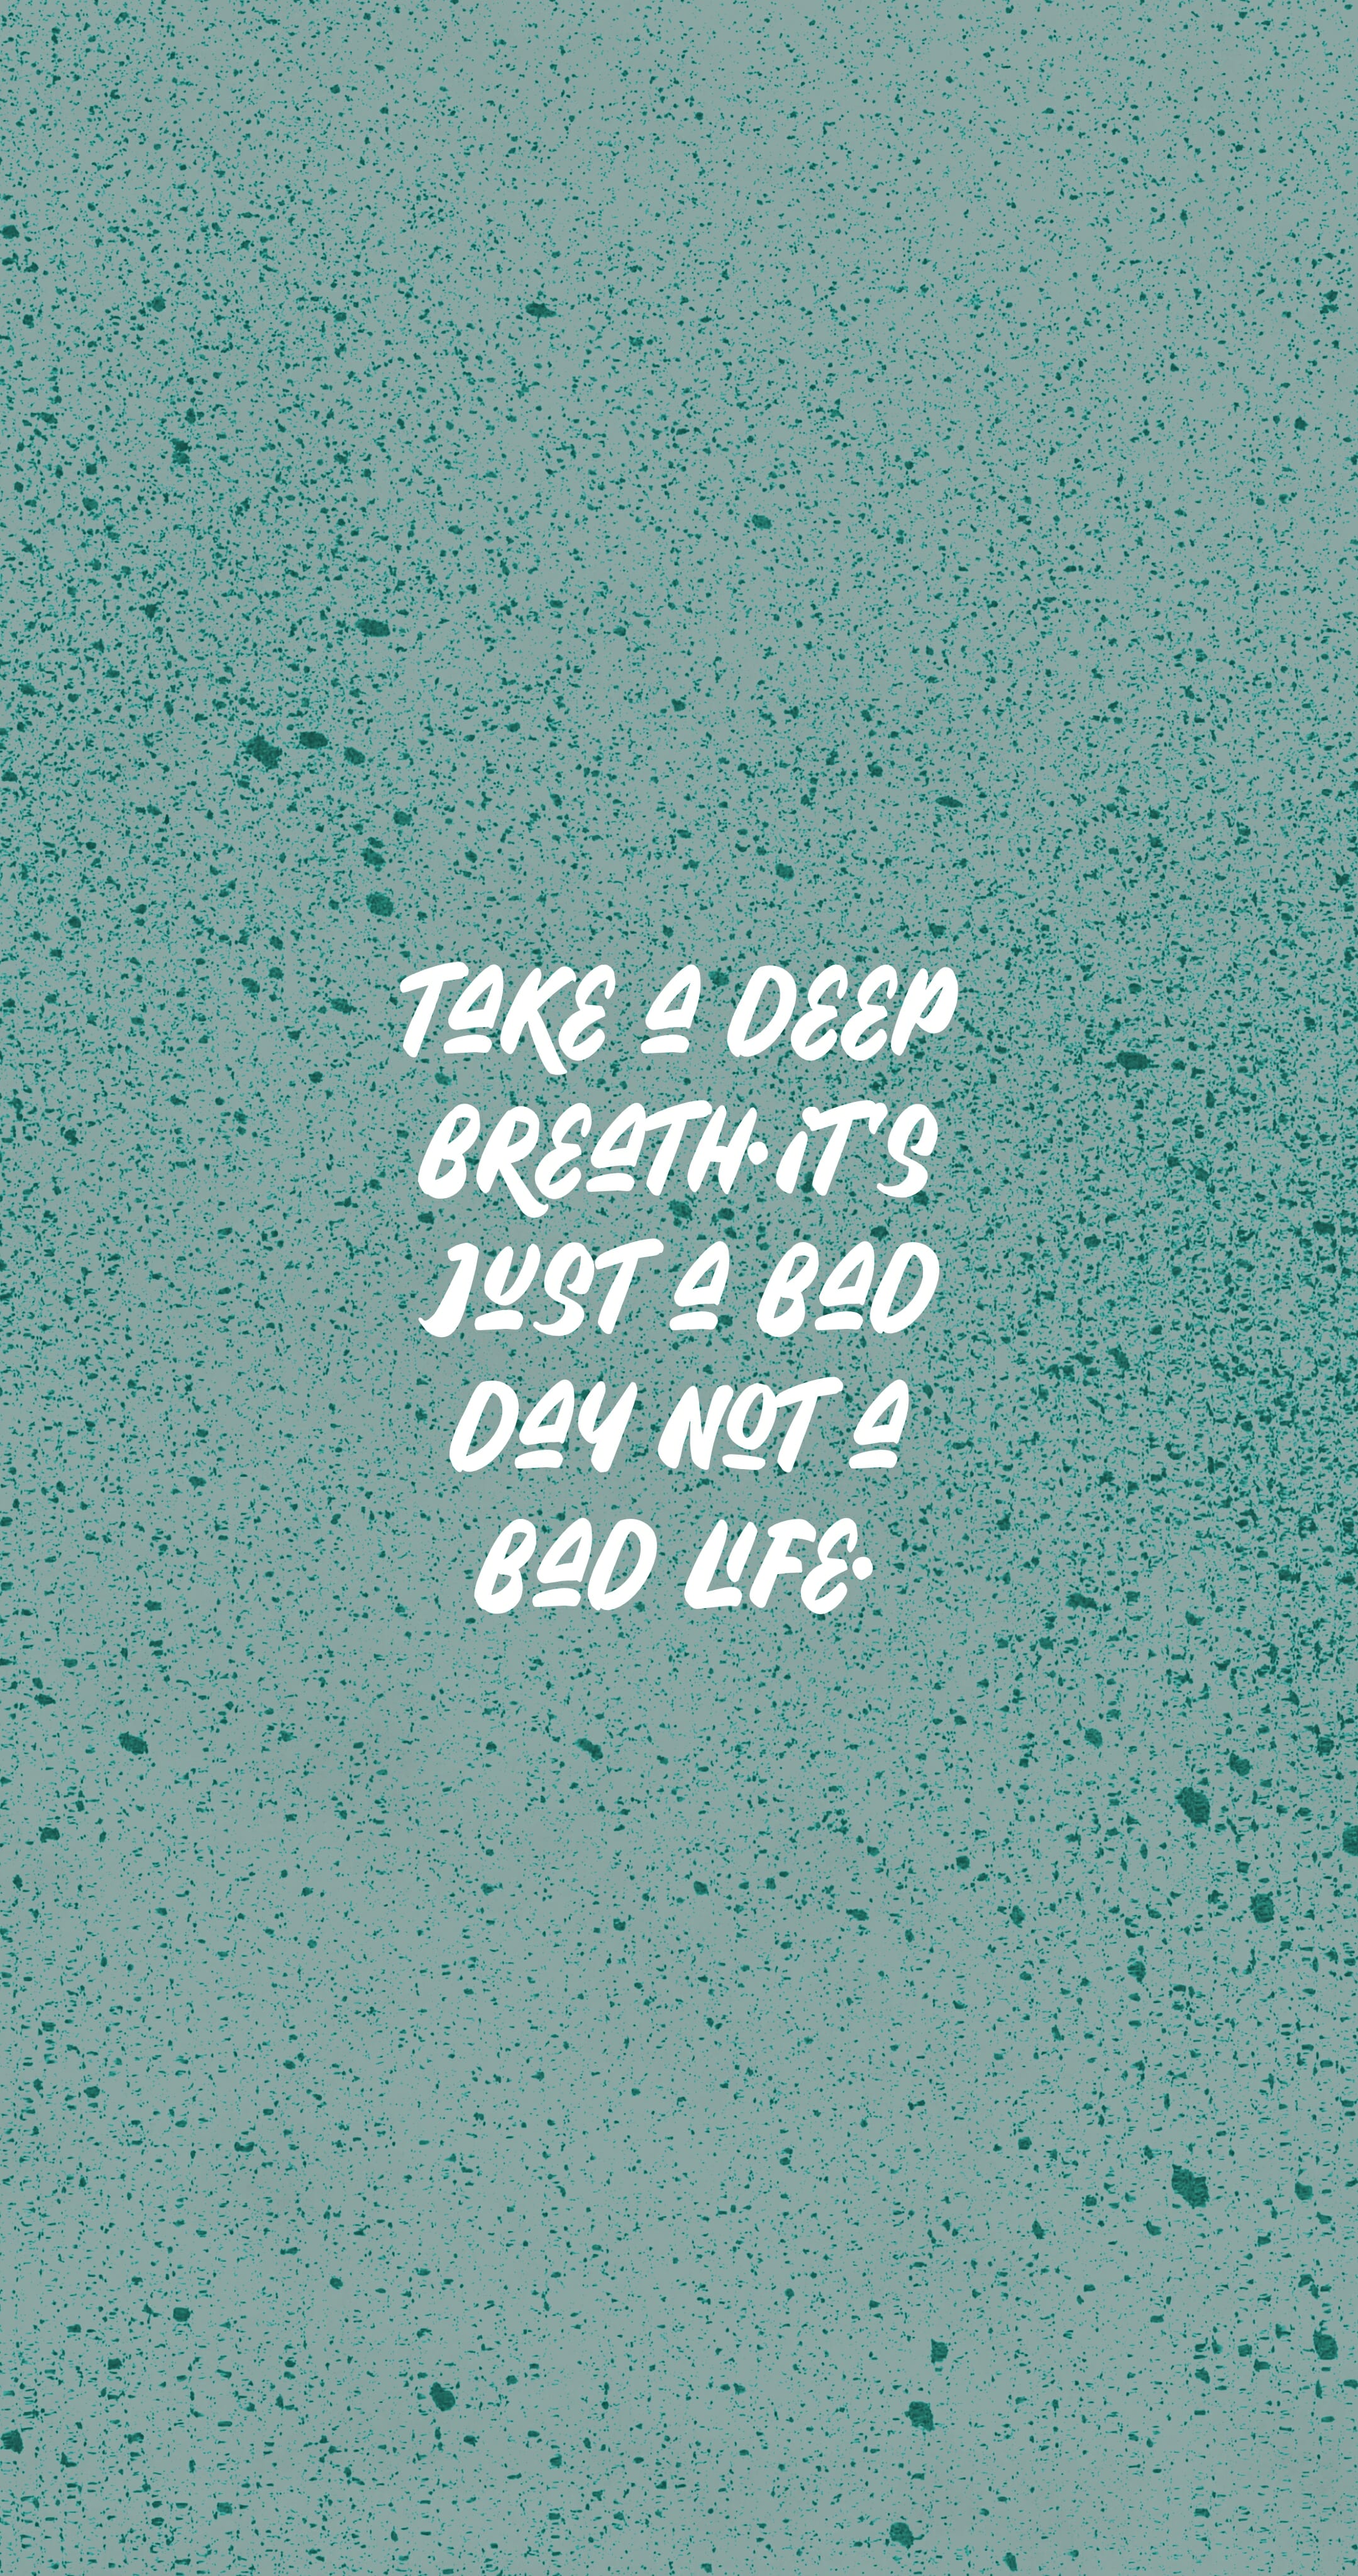 TAKE A DEEP
BREATH. IT'S
JUST A BAD
DAY NOT A
BAD LIFE.